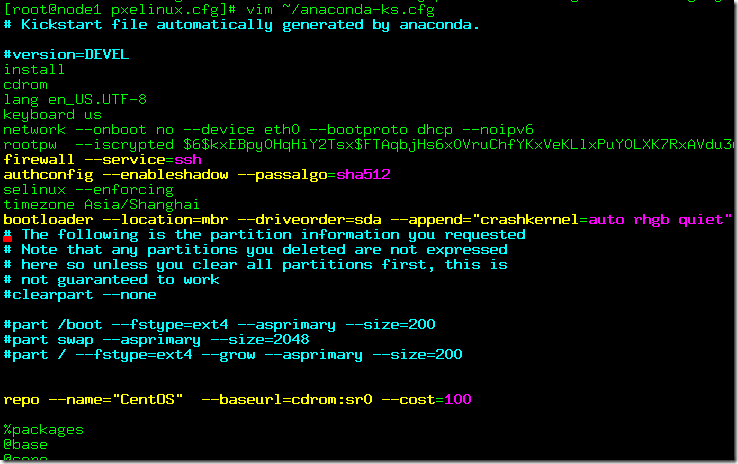 [root@node1 pxelinux.cfg]# vim ~/anaconda-ks.cfg
# Kickstart file automatically generated by anaconda.
#version=DEVEL
install
cdrom
lang en_US.UTF-8
keyboard us
network --onboot no --device eth0 --bootproto dhcp --noipv6
rootpw  --iscrypted $6$kxEBpyOHqHiY2Tsx$FTAqbjHs6xOVruChfYKxVeKLlxPuYOLXK7RxAVdu3
firewall --service=ssh
authconfig --enableshadow --passalgo=sha512
selinux --enforcing
timezone Asia/Shanghai
bootloader --location=mbr --driveorder=sda --append="crashkernel=auto rhgb quiet"
# The following is the partition information you requested
# Note that any partitions you deleted are not expressed
# here so unless you clear all partitions first, this is
# not guaranteed to work
#clearpart --none
#part /boot --fstype=ext4 --asprimary --size=200
#part swap --asprimary --size=2048
#part / --fstype=ext4 --grow --asprimary --size=200
repo --name="CentOS"  --baseurl=cdrom:sr0 --cost=100
%packages
@base
@core